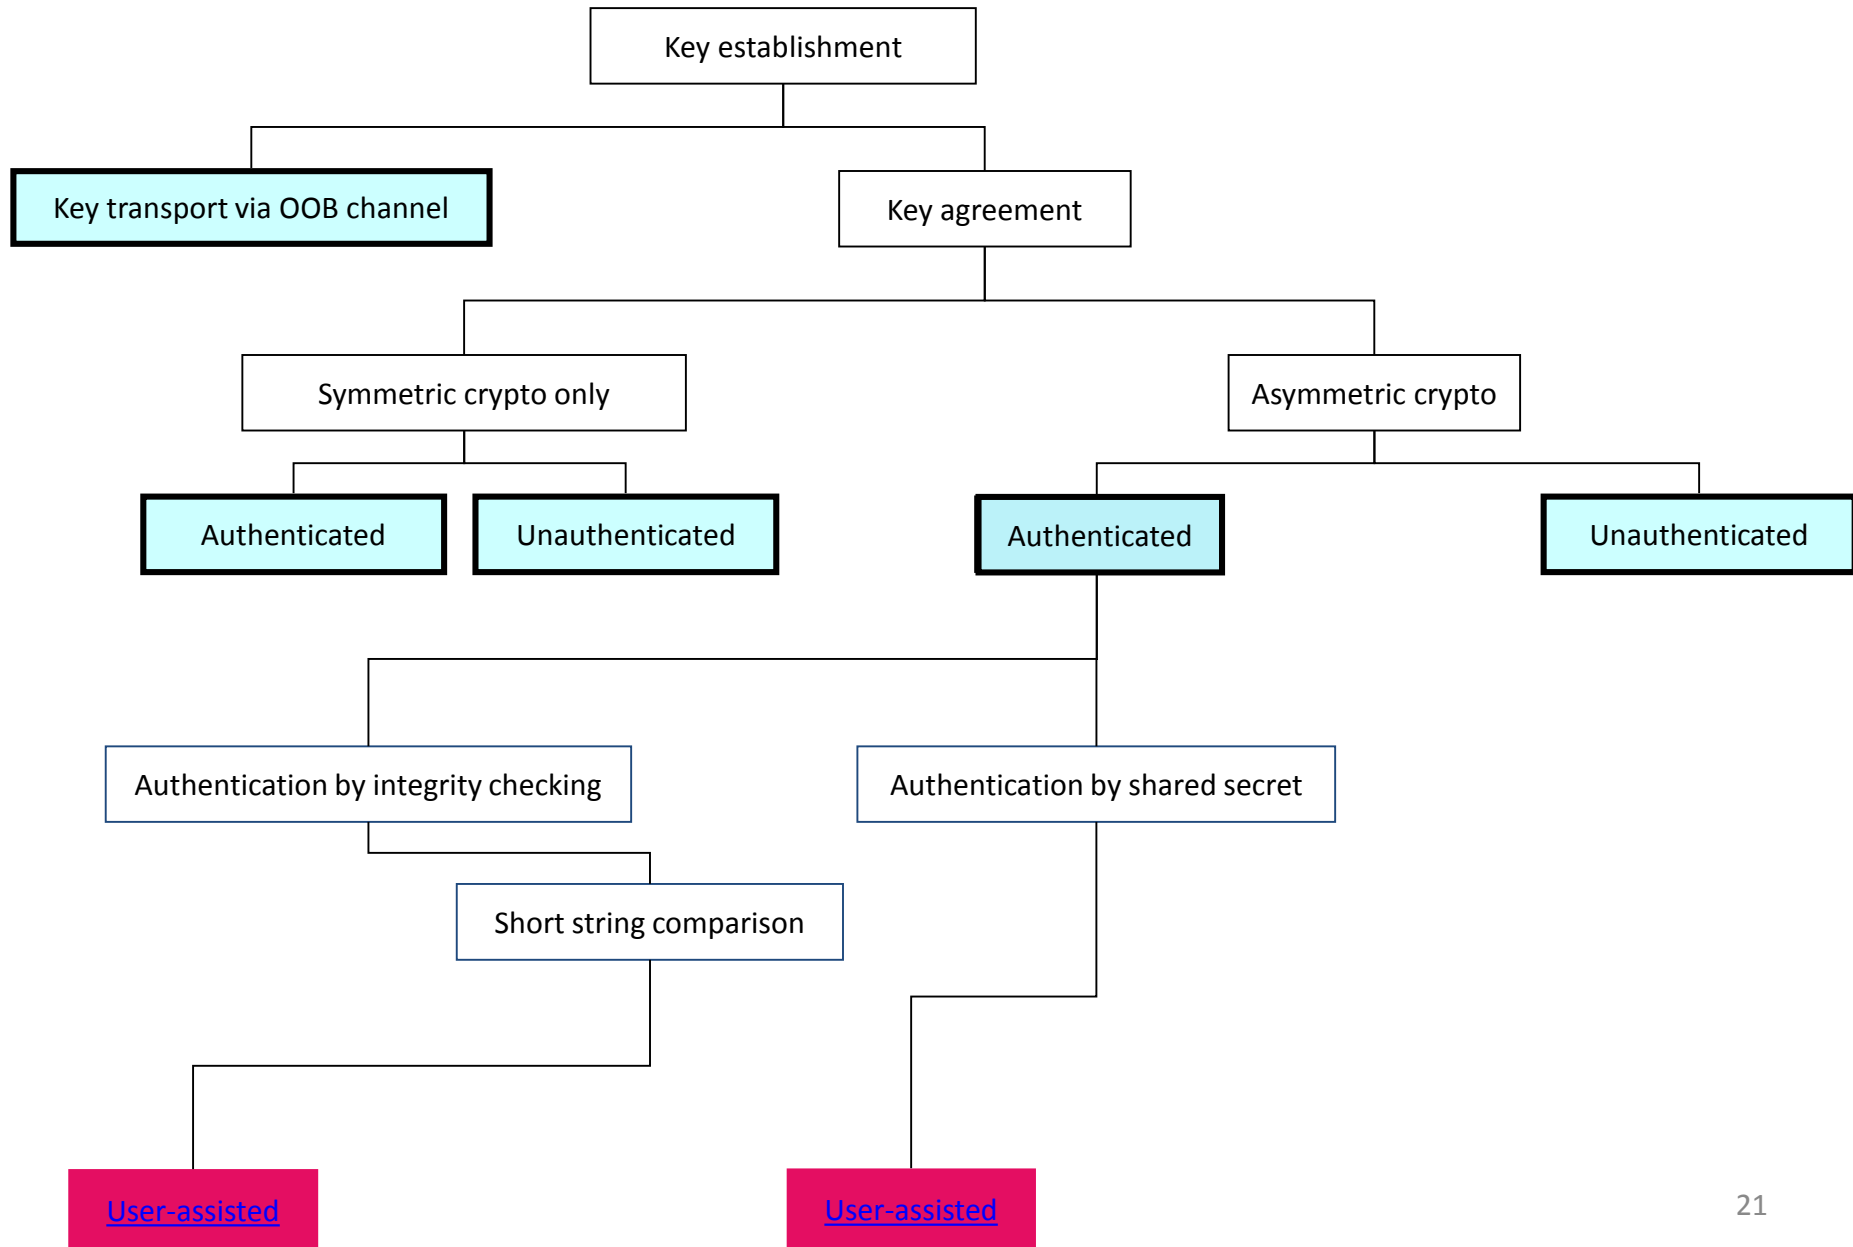 Key establishment
Key transport via OOB channel
Key agreement
Symmetric crypto only
Asymmetric crypto
Authenticated
Unauthenticated
Authenticated
Unauthenticated
Authentication by integrity checking
Authentication by shared secret
Short string comparison
User-assisted
User-assisted
21